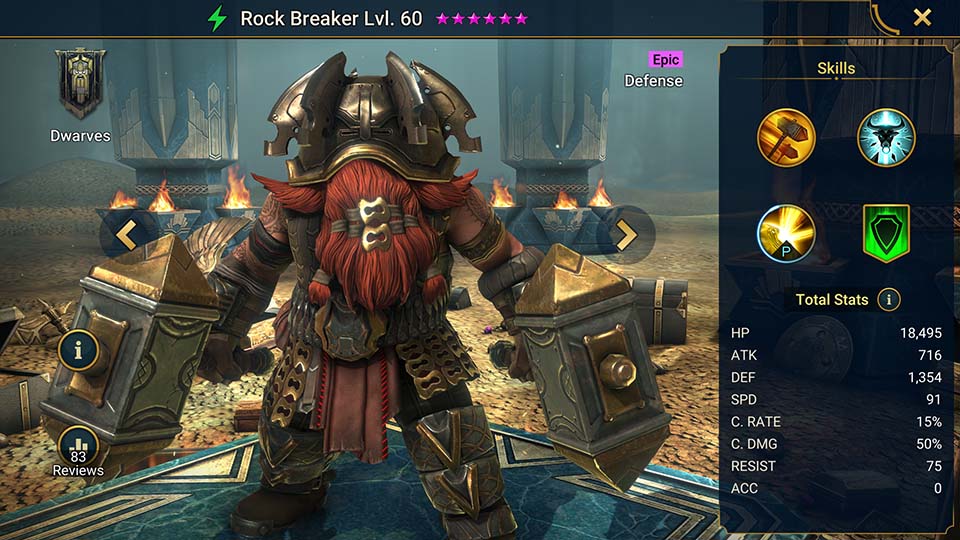 Rock Breaker Lvl. 60
Dwarves
Epic
Defense
83
Reviews
Skills
P
Total Stats i
HP 18,495
ATK 716
DEF 1,354
SPD 91
C. RATE 15%
C. DMG 50%
RESIST 75
ACC 0
i